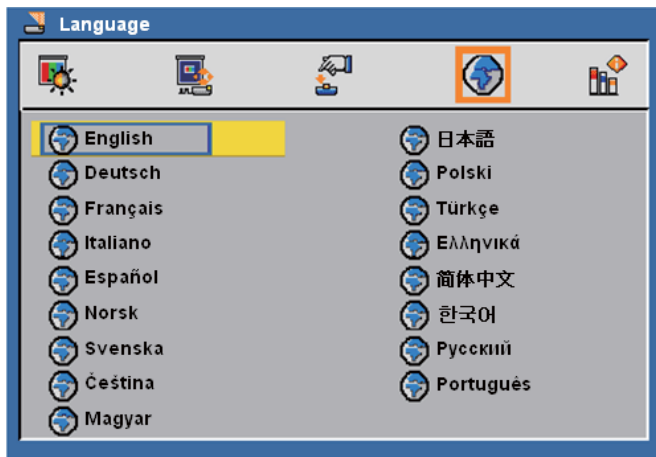 Language
English
Deutsch
Français
Italiano
Español
Norsk
Svenska
Čeština
Magyar
日本語
Polski
Türkçe
Ελληνικά
简体中文
한국어
Русский
Português